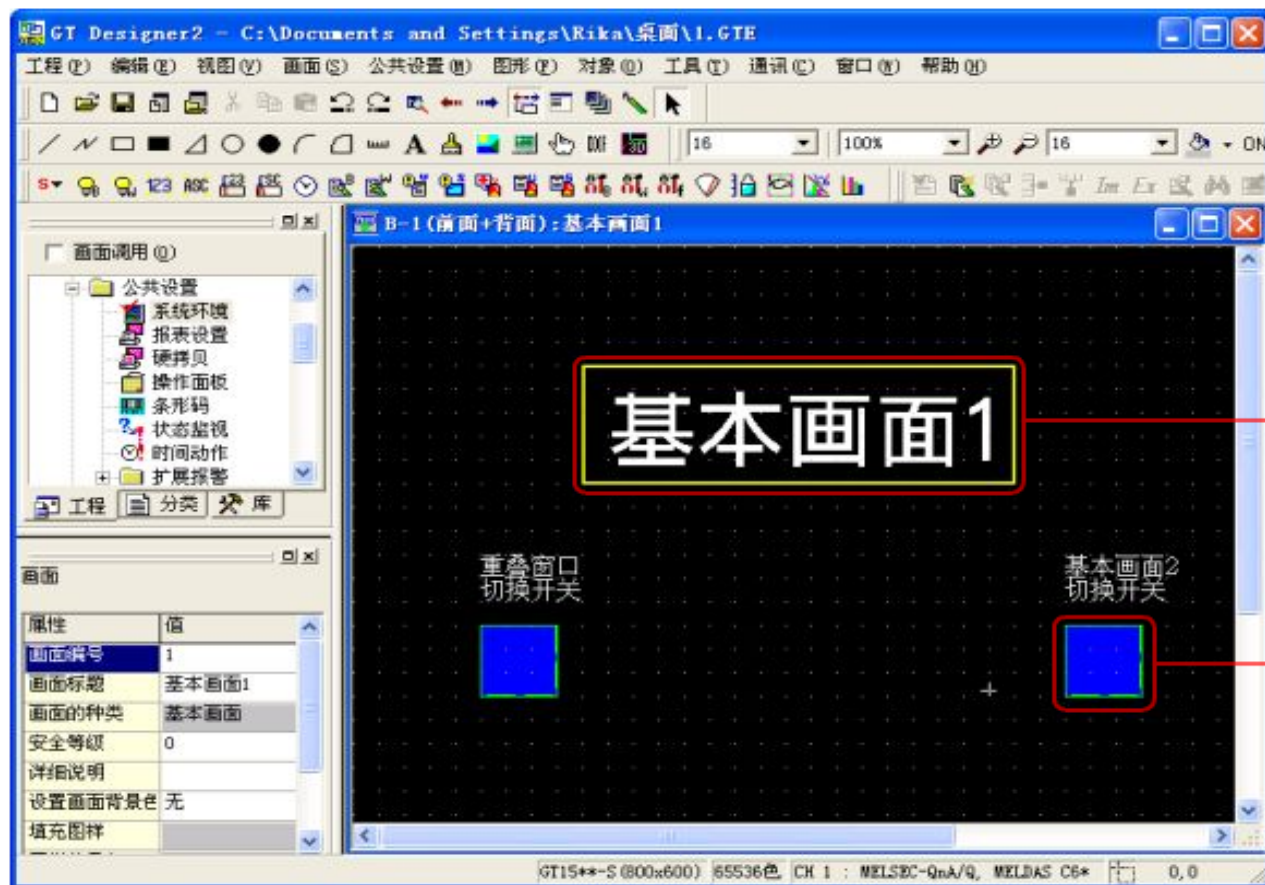 GT Designer2 - C:\Documents and Settings\Rika\桌面\1.GTE
工程(P) 编辑(E) 视图(V) 画面(S) 公共设置(M) 图形(F) 对象(O) 工具(T) 通讯(C) 窗口(W) 帮助(H)
16 100% 16 ON
123 ASC
B-1(前面+背面):基本画面1
画面调用(Q)
公共设置
系统环境
报表设置
硬拷贝
操作面板
条形码
状态监视
时间动作
扩展报警
工程 分类 库
基本画面1
重叠窗口
切换开关
基本画面2
切换开关
画面
属性 值
画面编号 1
画面标题 基本画面1
画面的种类 基本画面
安全等级 0
详细说明
设置画面背景色 无
填充图样
GT15**-S(800x600) 65536色 CH 1 : MELSEC-QnA/Q, MELDAS C6* 0,0